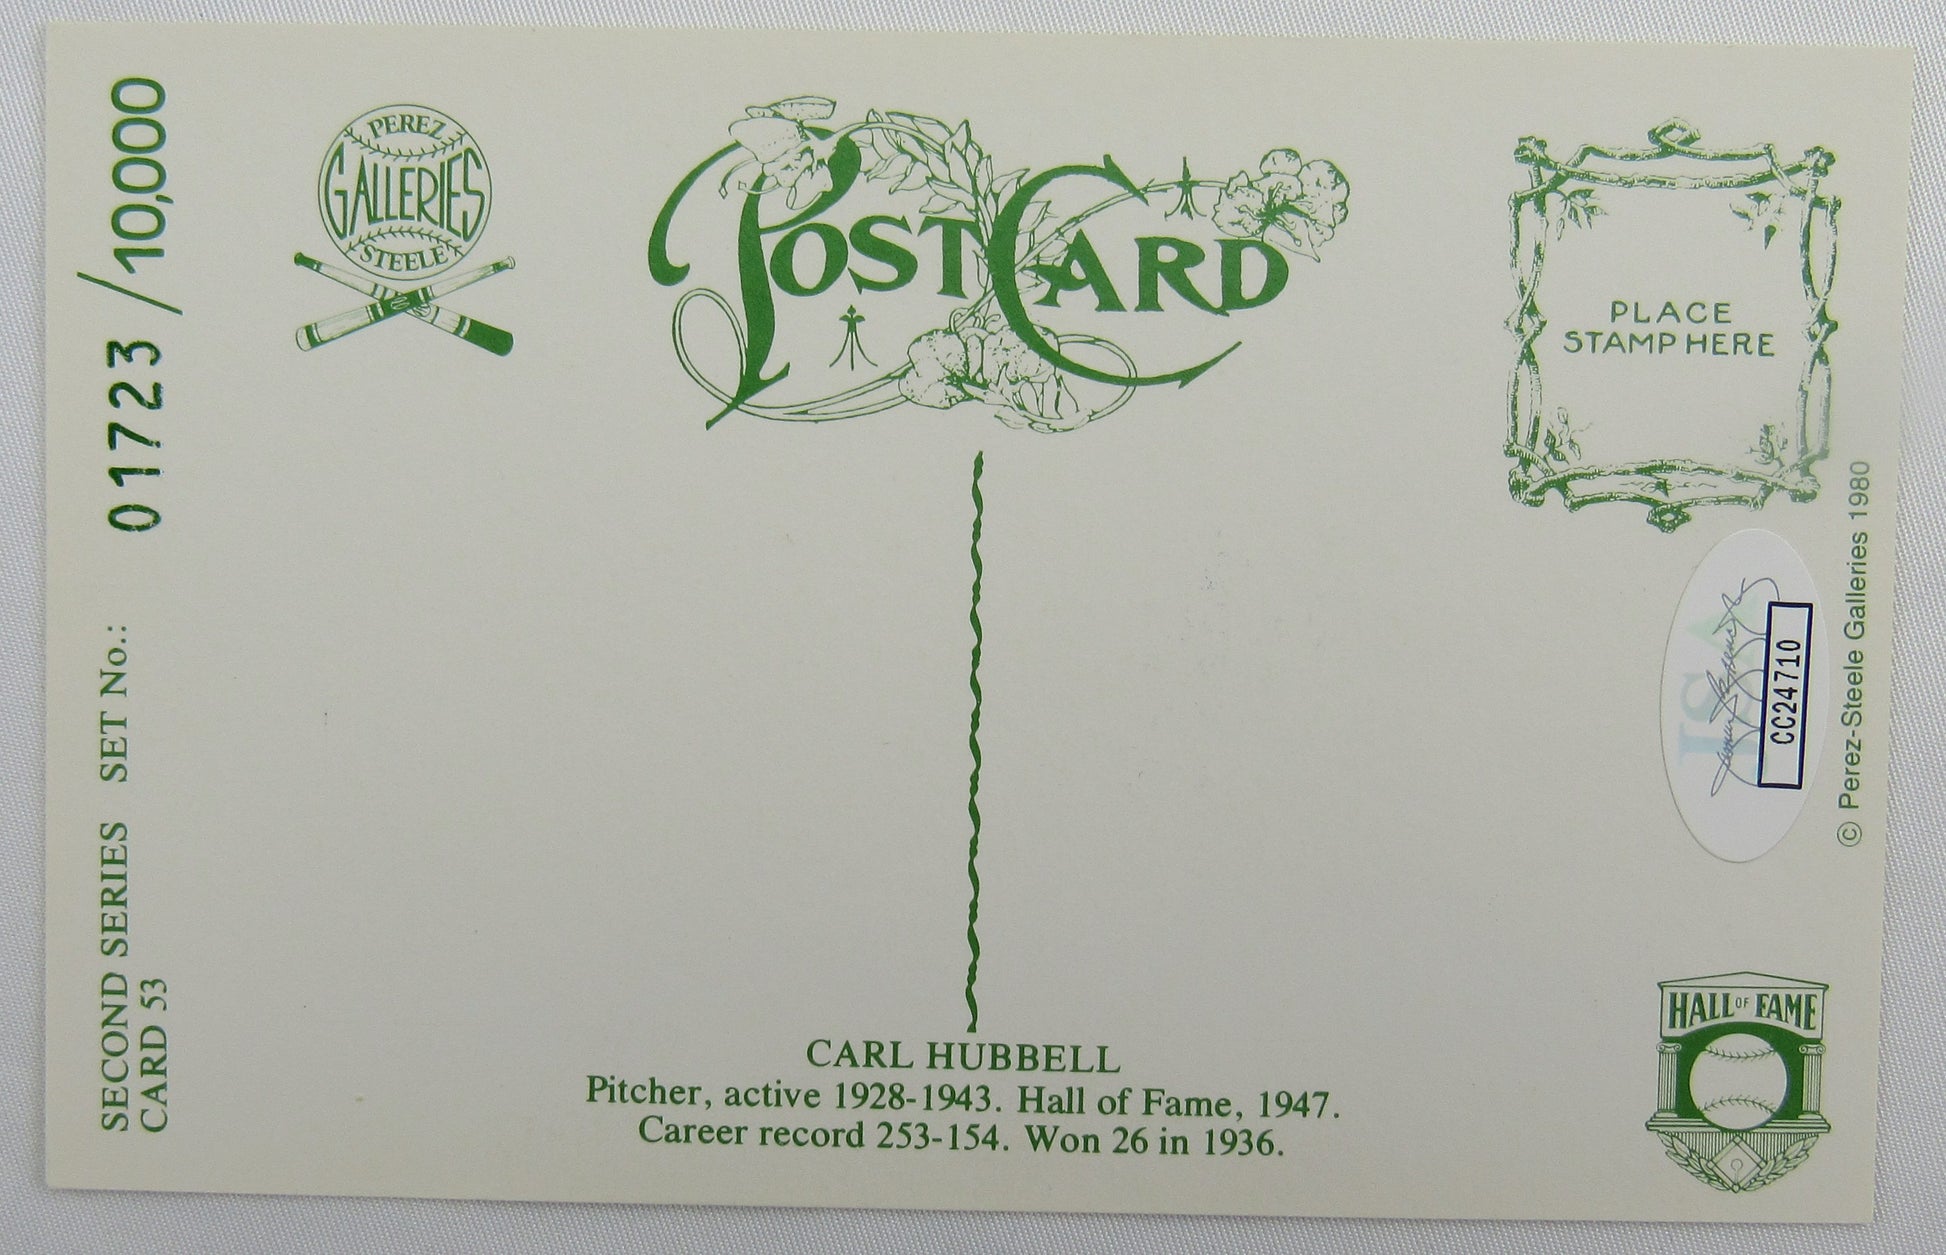 PEREZ
GALLERIES
STEELE
POSTCARD
PLACE
STAMP HERE
SECOND SERIES SET No.: 01723 /10,000
CARD 53
CC24710
© Perez-Steele Galleries 1980
HALL OF FAME
CARL HUBBELL
Pitcher, active 1928-1943. Hall of Fame, 1947.
Career record 253-154. Won 26 in 1936.